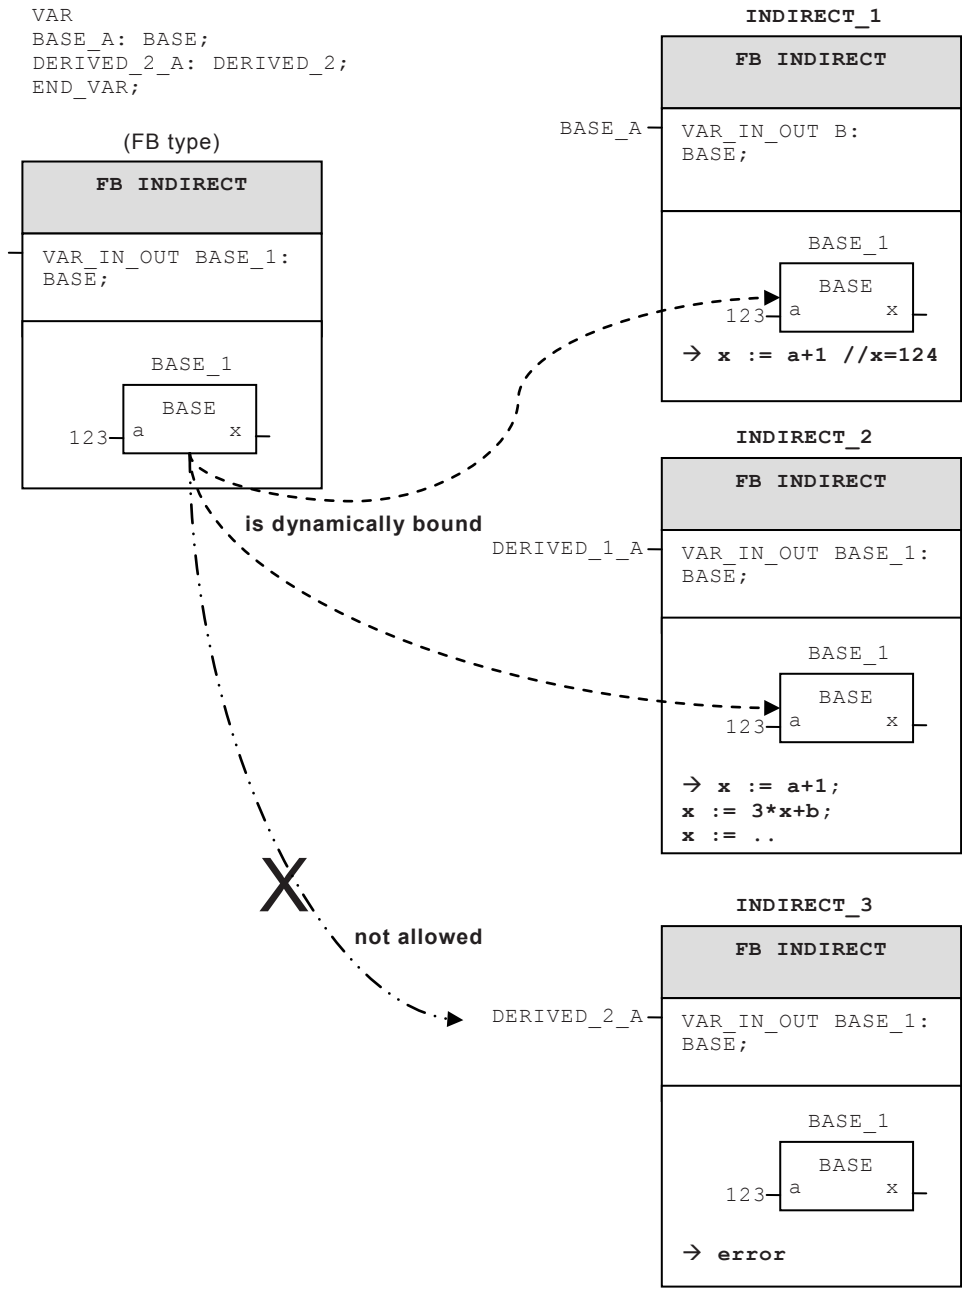 VAR
BASE_A: BASE;
DERIVED_2_A: DERIVED_2;
END_VAR;
(FB type)
FB INDIRECT
VAR_IN_OUT BASE_1:
BASE;
BASE_1
BASE
123 a x
is dynamically bound
not allowed
X
INDIRECT_1
FB INDIRECT
BASE_A
VAR_IN_OUT B:
BASE;
BASE_1
BASE
123 a x
→ x := a+1 //x=124
INDIRECT_2
FB INDIRECT
DERIVED_1_A
VAR_IN_OUT BASE_1:
BASE;
BASE_1
BASE
123 a x
→ x := a+1;
x := 3*x+b;
x := ..
INDIRECT_3
FB INDIRECT
DERIVED_2_A
VAR_IN_OUT BASE_1:
BASE;
BASE_1
BASE
123 a x
→ error